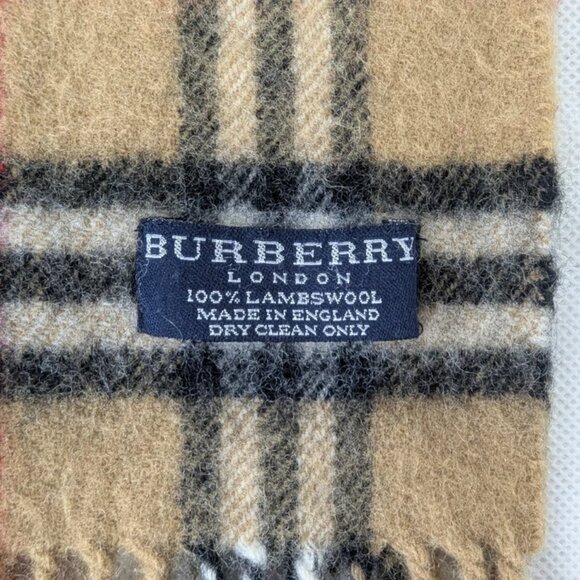 BURBERRY
LONDON
100% LAMBSWOOL
MADE IN ENGLAND
DRY CLEAN ONLY